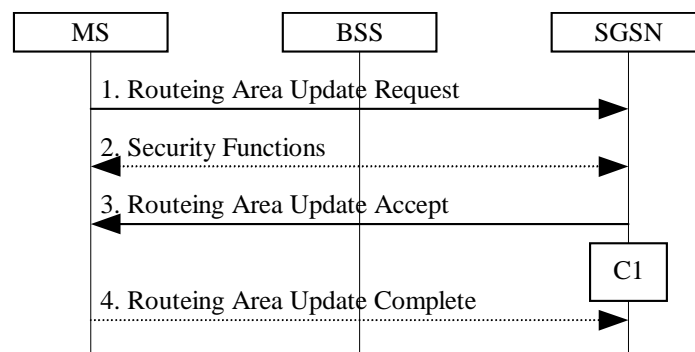 MS BSS SGSN
1. Routeing Area Update Request
2. Security Functions
3. Routeing Area Update Accept
C1
4. Routeing Area Update Complete